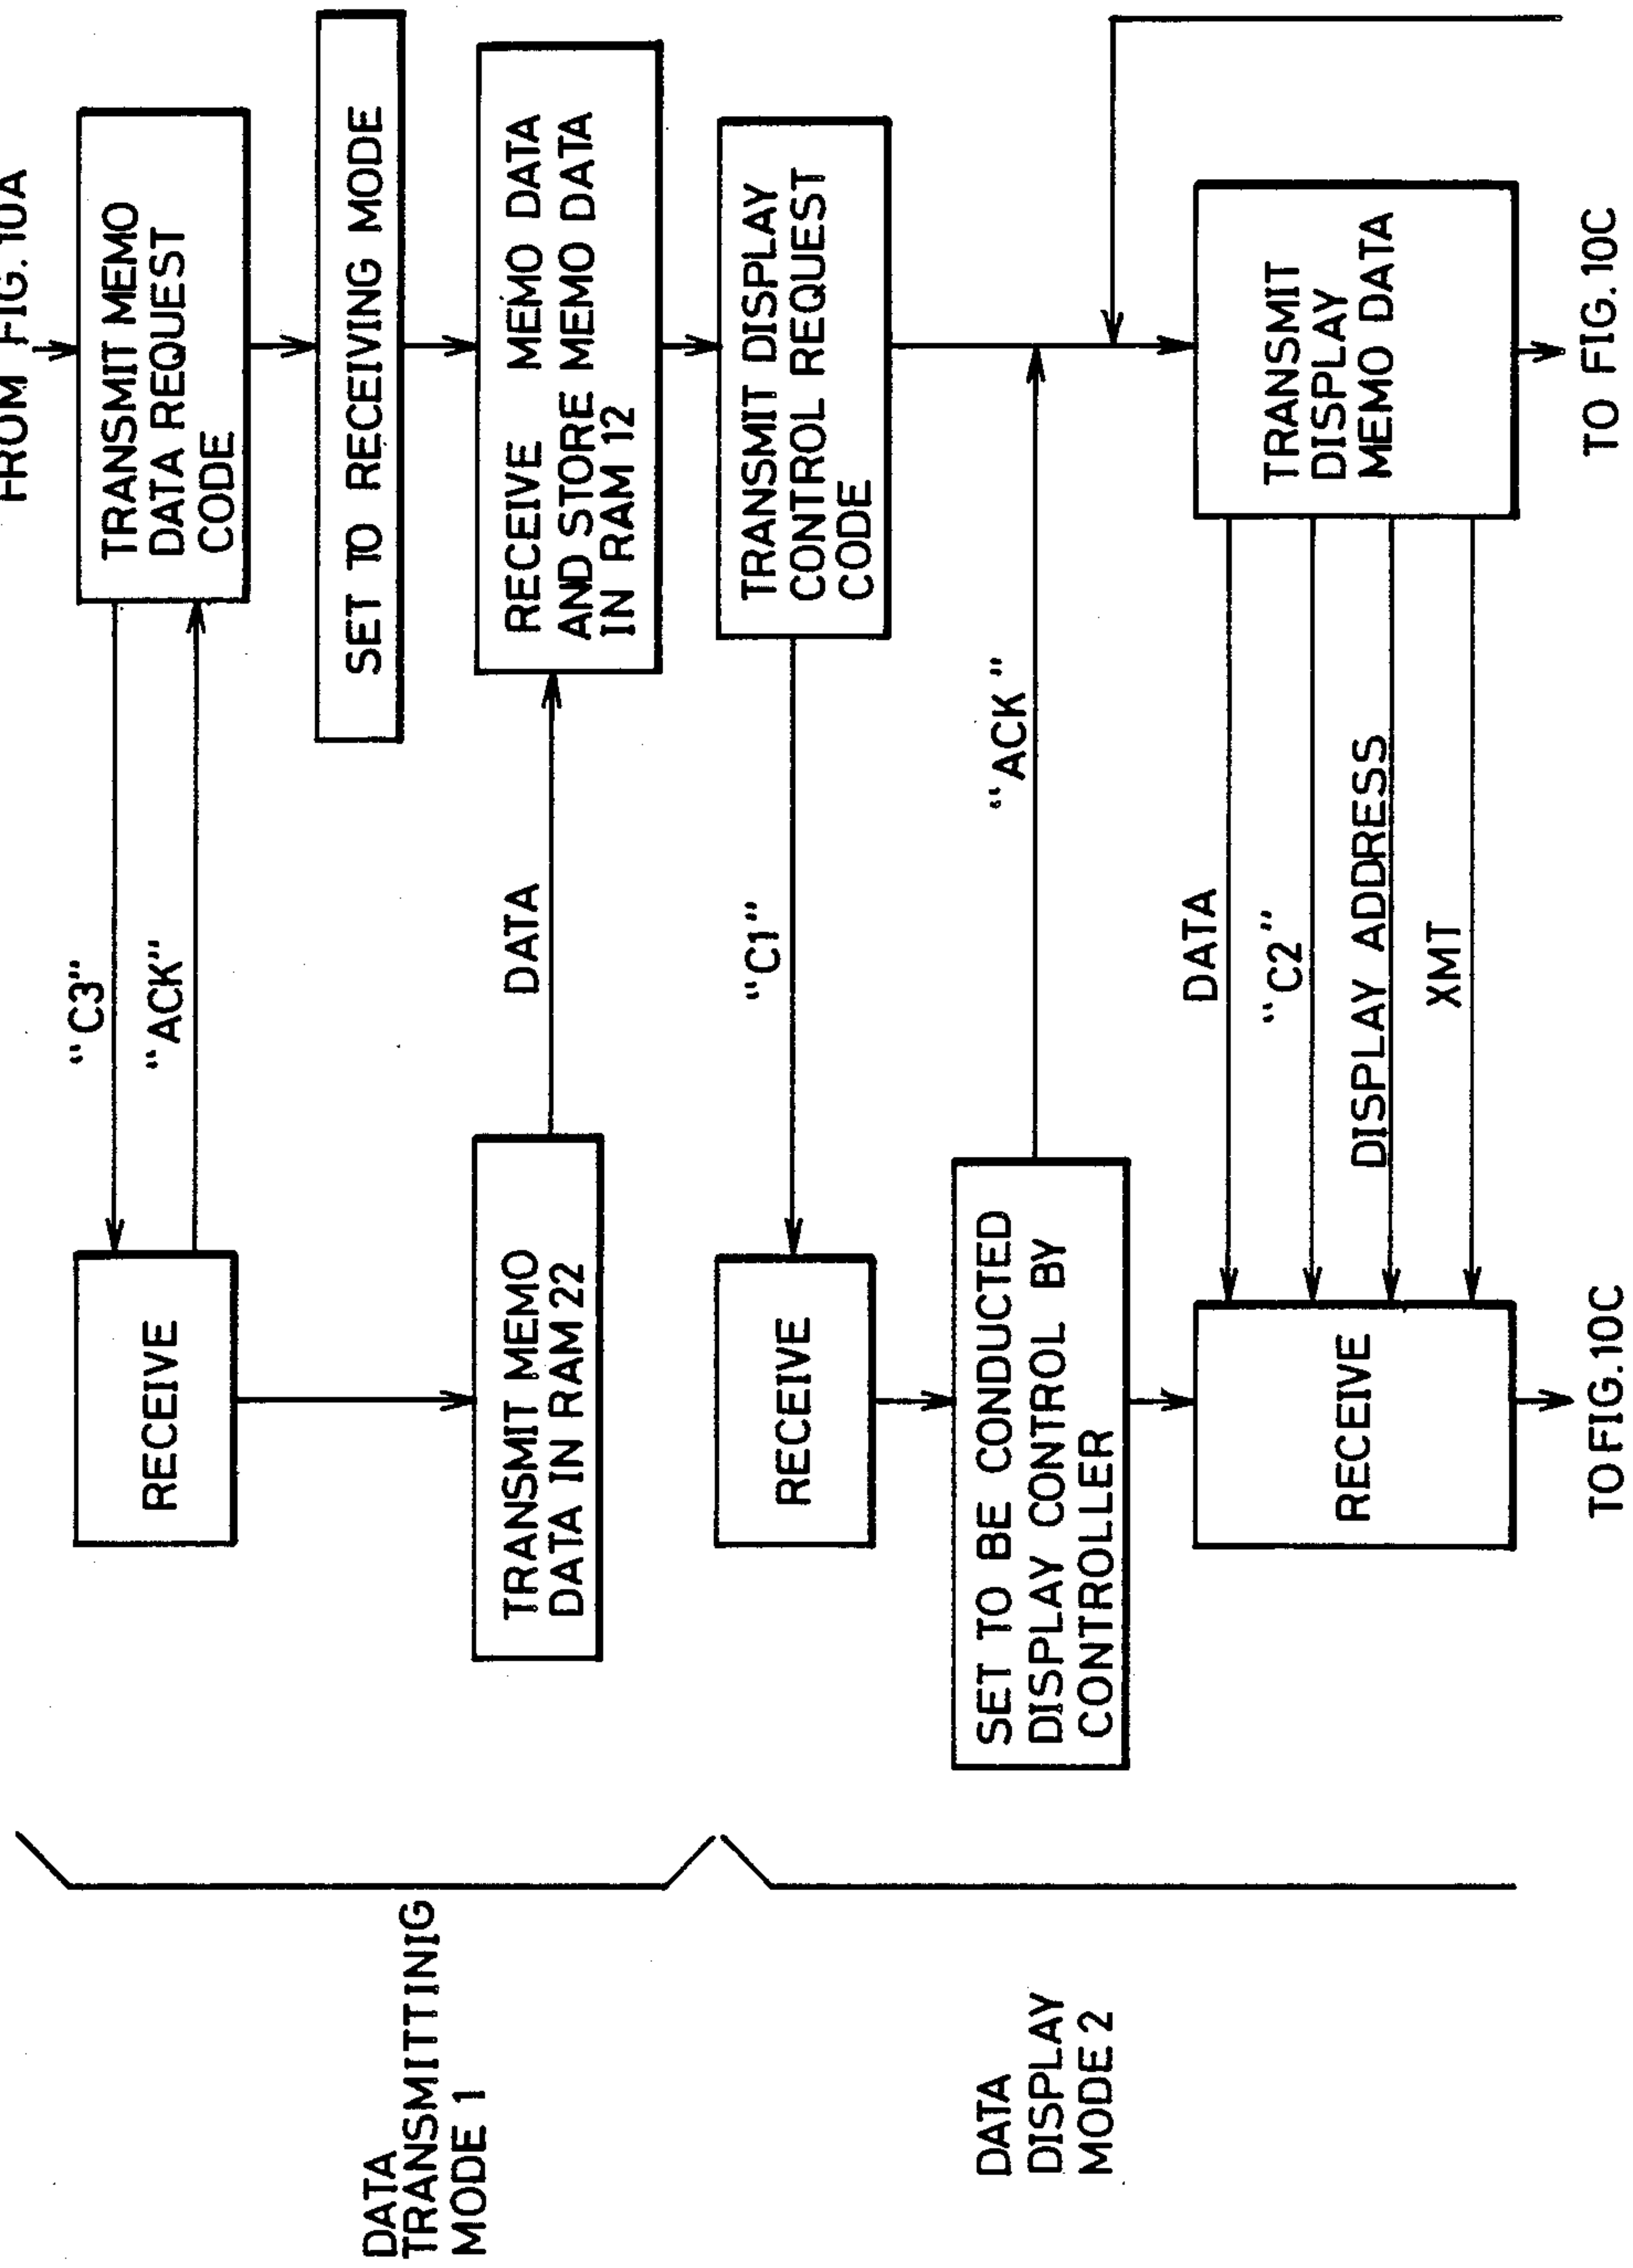 FROM FIG. 10A
TRANSMIT MEMO
DATA REQUEST
CODE
"C3"
"ACK"
RECEIVE
SET TO RECEIVING MODE
RECEIVE MEMO DATA
AND STORE MEMO DATA
IN RAM 12
DATA
TRANSMIT MEMO
DATA IN RAM 22
DATA
TRANSMITTINIG
MODE 1
TRANSMIT DISPLAY
CONTROL REQUEST
CODE
"C1"
RECEIVE
"ACK"
SET TO BE CONDUCTED
DISPLAY CONTROL BY
CONTROLLER
DATA
DISPLAY
MODE 2
TRANSMIT
DISPLAY
MEMO DATA
DATA
"C2"
DISPLAY ADDRESS
XMT
RECEIVE
TO FIG. 10C
TO FIG. 10C